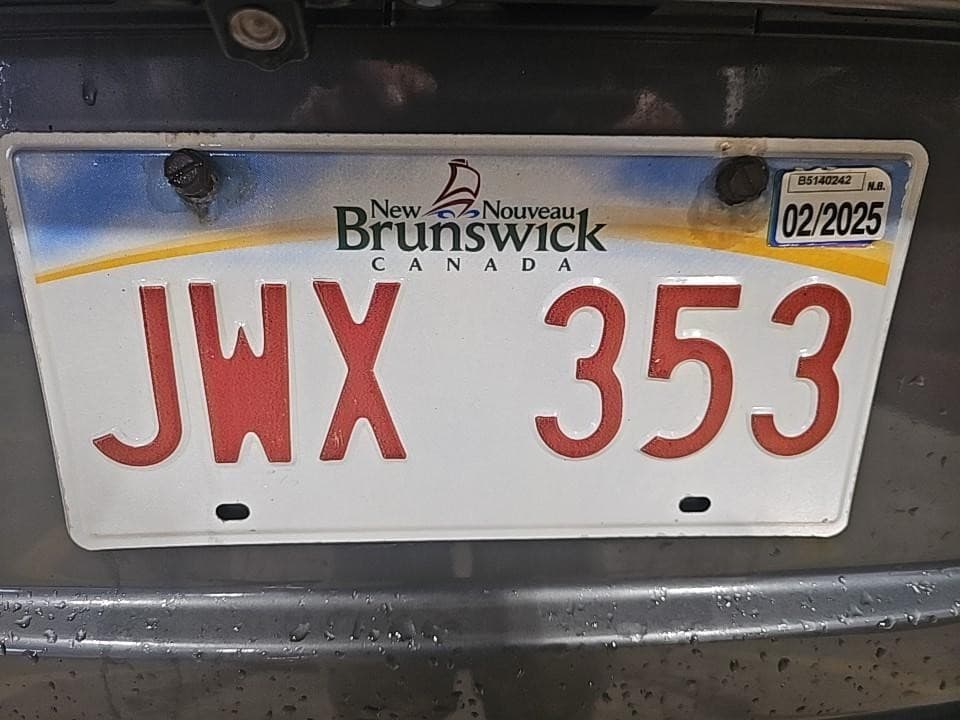 New Nouveau
Brunswick
CANADA
B5140242
N.B.
02/2025
JWX 353